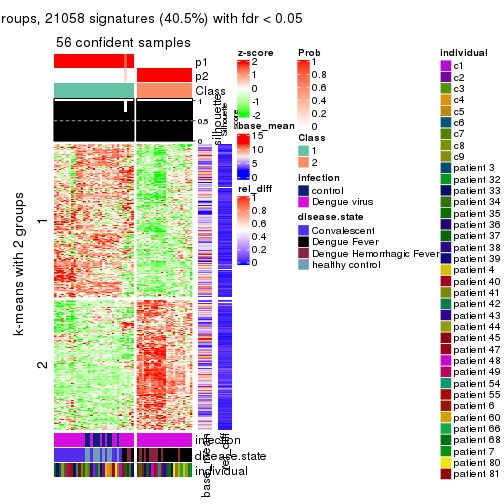 roups, 21058 signatures (40.5%) with fdr < 0.05
56 confident samples
p1
p2
Class
1
0.5
0
silhouette
score
k-means with 2 groups
1
2
infection
disease.state
individual
base_mean
rel_diff
z-score
2
1
0
-1
-2
base_mean
15
10
5
0
rel_diff
1
0.8
0.6
0.4
0.2
0
Prob
1
0.8
0.6
0.4
0.2
0
Class
1
2
infection
control
Dengue virus
disease.state
Convalescent
Dengue Fever
Dengue Hemorrhagic Fever
healthy control
individual
c1
c2
c3
c4
c5
c6
c7
c8
c9
patient 3
patient 32
patient 33
patient 34
patient 35
patient 36
patient 37
patient 38
patient 39
patient 4
patient 40
patient 41
patient 42
patient 43
patient 44
patient 45
patient 47
patient 48
patient 49
patient 54
patient 55
patient 6
patient 60
patient 66
patient 68
patient 7
patient 80
patient 81